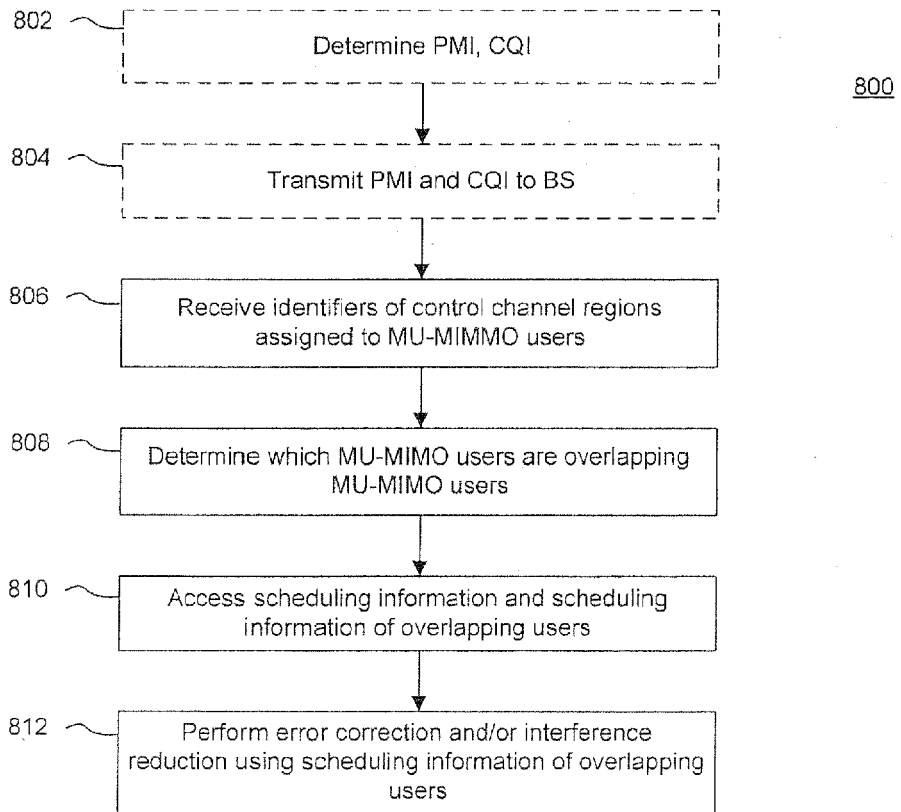 802
Determine PMI, CQI
800
804
Transmit PMI and CQI to BS
806
Receive identifiers of control channel regions
assigned to MU-MIMMO users
808
Determine which MU-MIMO users are overlapping
MU-MIMO users
810
Access scheduling information and scheduling
information of overlapping users
812
Perform error correction and/or interference
reduction using scheduling information of overlapping
users